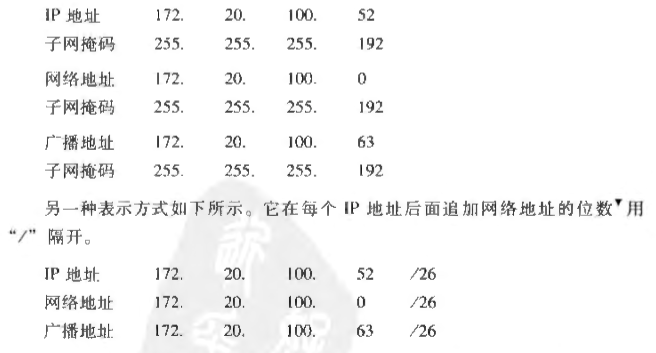 IP 地址 172. 20. 100. 52
子网掩码 255. 255. 255. 192
网络地址 172. 20. 100. 0
子网掩码 255. 255. 255. 192
广播地址 172. 20. 100. 63
子网掩码 255. 255. 255. 192
另一种表示方式如下所示。它在每个 IP 地址后面追加网络地址的位数▼用
“/” 隔开。
IP 地址 172. 20. 100. 52 /26
网络地址 172. 20. 100. 0 /26
广播地址 172. 20. 100. 63 /26